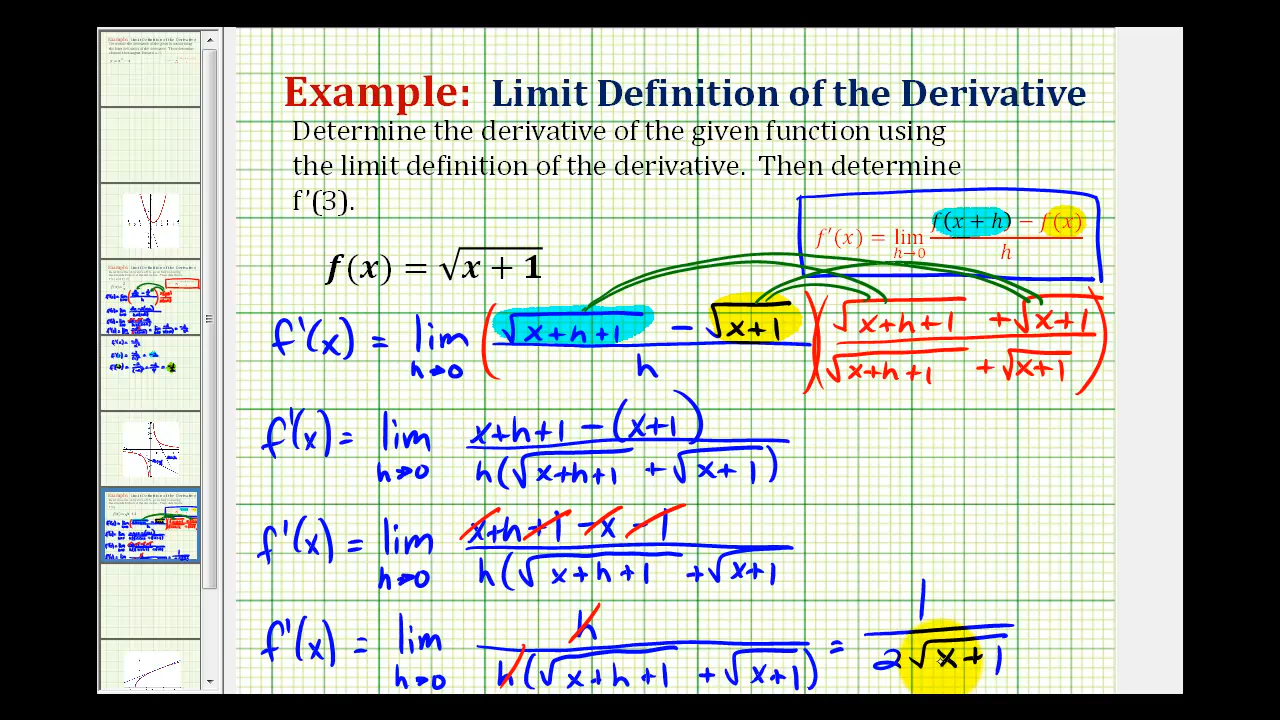 Example: Limit Definition of the Derivative
Determine the derivative of the given function using
the limit definition of the derivative. Then determine
f'(3).
f'(x) = lim h→0 (f(x + h) − f(x))/h
f(x) = √(x + 1)
f'(x) = lim h→0 ((√(x+h+1) − √(x+1))/h)((√(x+h+1) + √(x+1))/(√(x+h+1) + √(x+1)))
f'(x) = lim h→0 (x+h+1 − (x+1))/(h(√(x+h+1) + √(x+1)))
f'(x) = lim h→0 (x+h+1 − x − 1)/(h(√(x+h+1) + √(x+1)
f'(x) = lim h→0 h/(h(√(x+h+1) + √(x+1))) = 1/(2√(x+1))